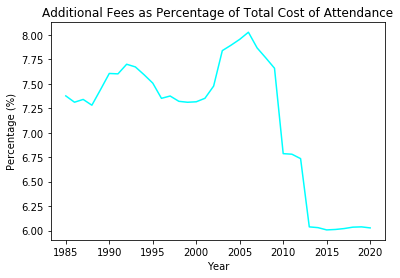 Additional Fees as Percentage of Total Cost of Attendance
8.00
7.75
7.50
7.25
7.00
6.75
6.50
6.25
6.00
Percentage (%)
1985 1990 1995 2000 2005 2010 2015 2020
Year